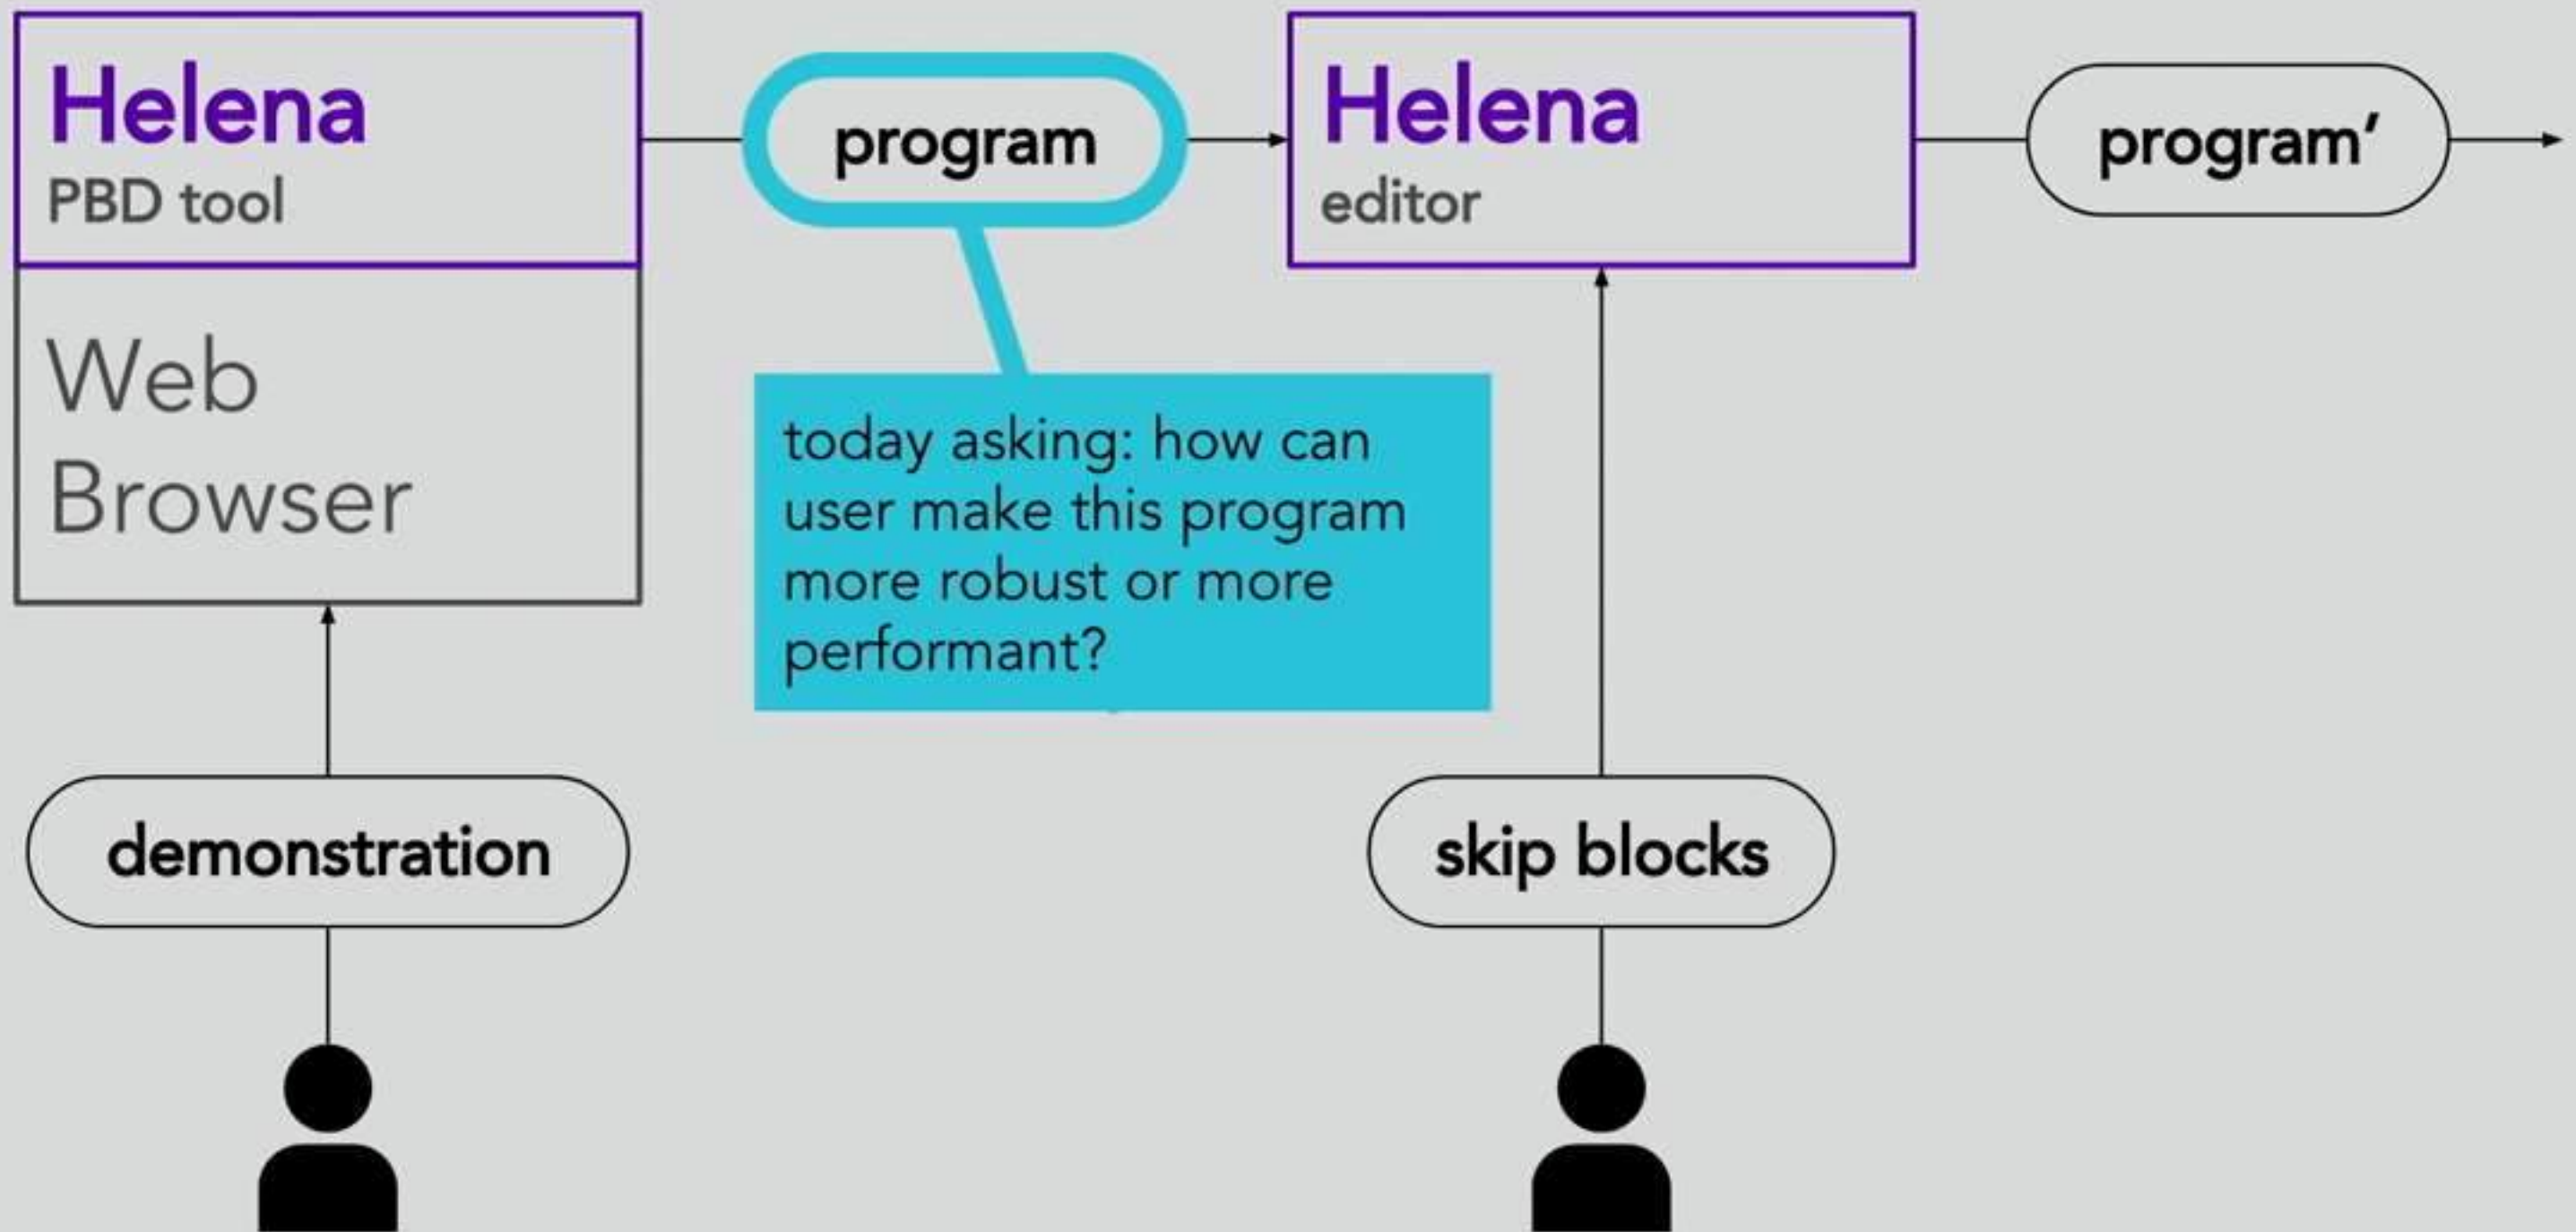 Helena
PBD tool
Web
Browser
program
Helena
editor
program′
today asking: how can
user make this program
more robust or more
performant?
demonstration
skip blocks